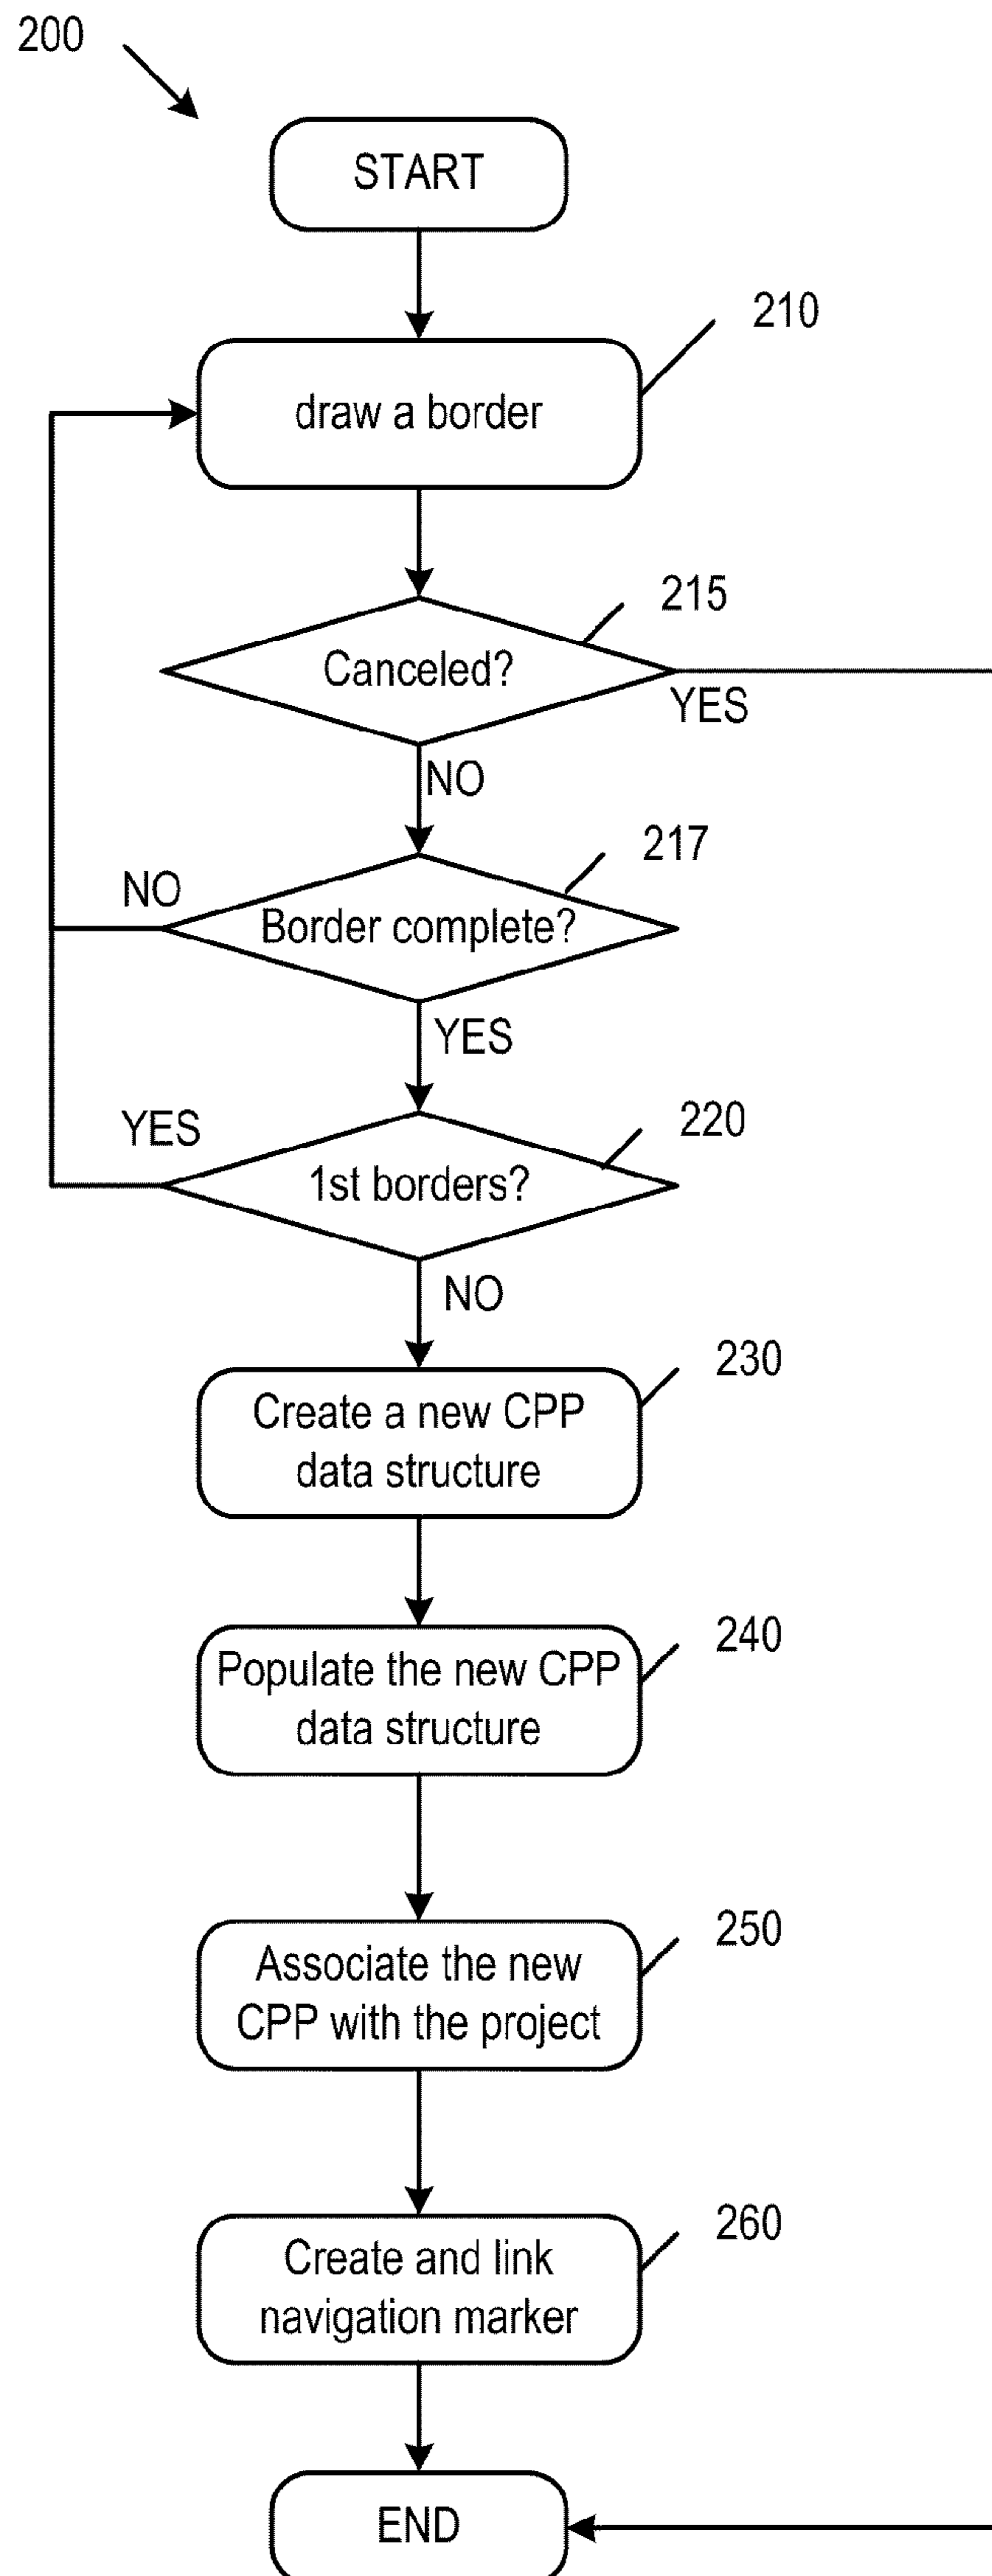 200
START
210
draw a border
215
Canceled?
YES
NO
217
NO
Border complete?
YES
220
YES
1st borders?
NO
230
Create a new CPP
data structure
240
Populate the new CPP
data structure
250
Associate the new
CPP with the project
260
Create and link
navigation marker
END